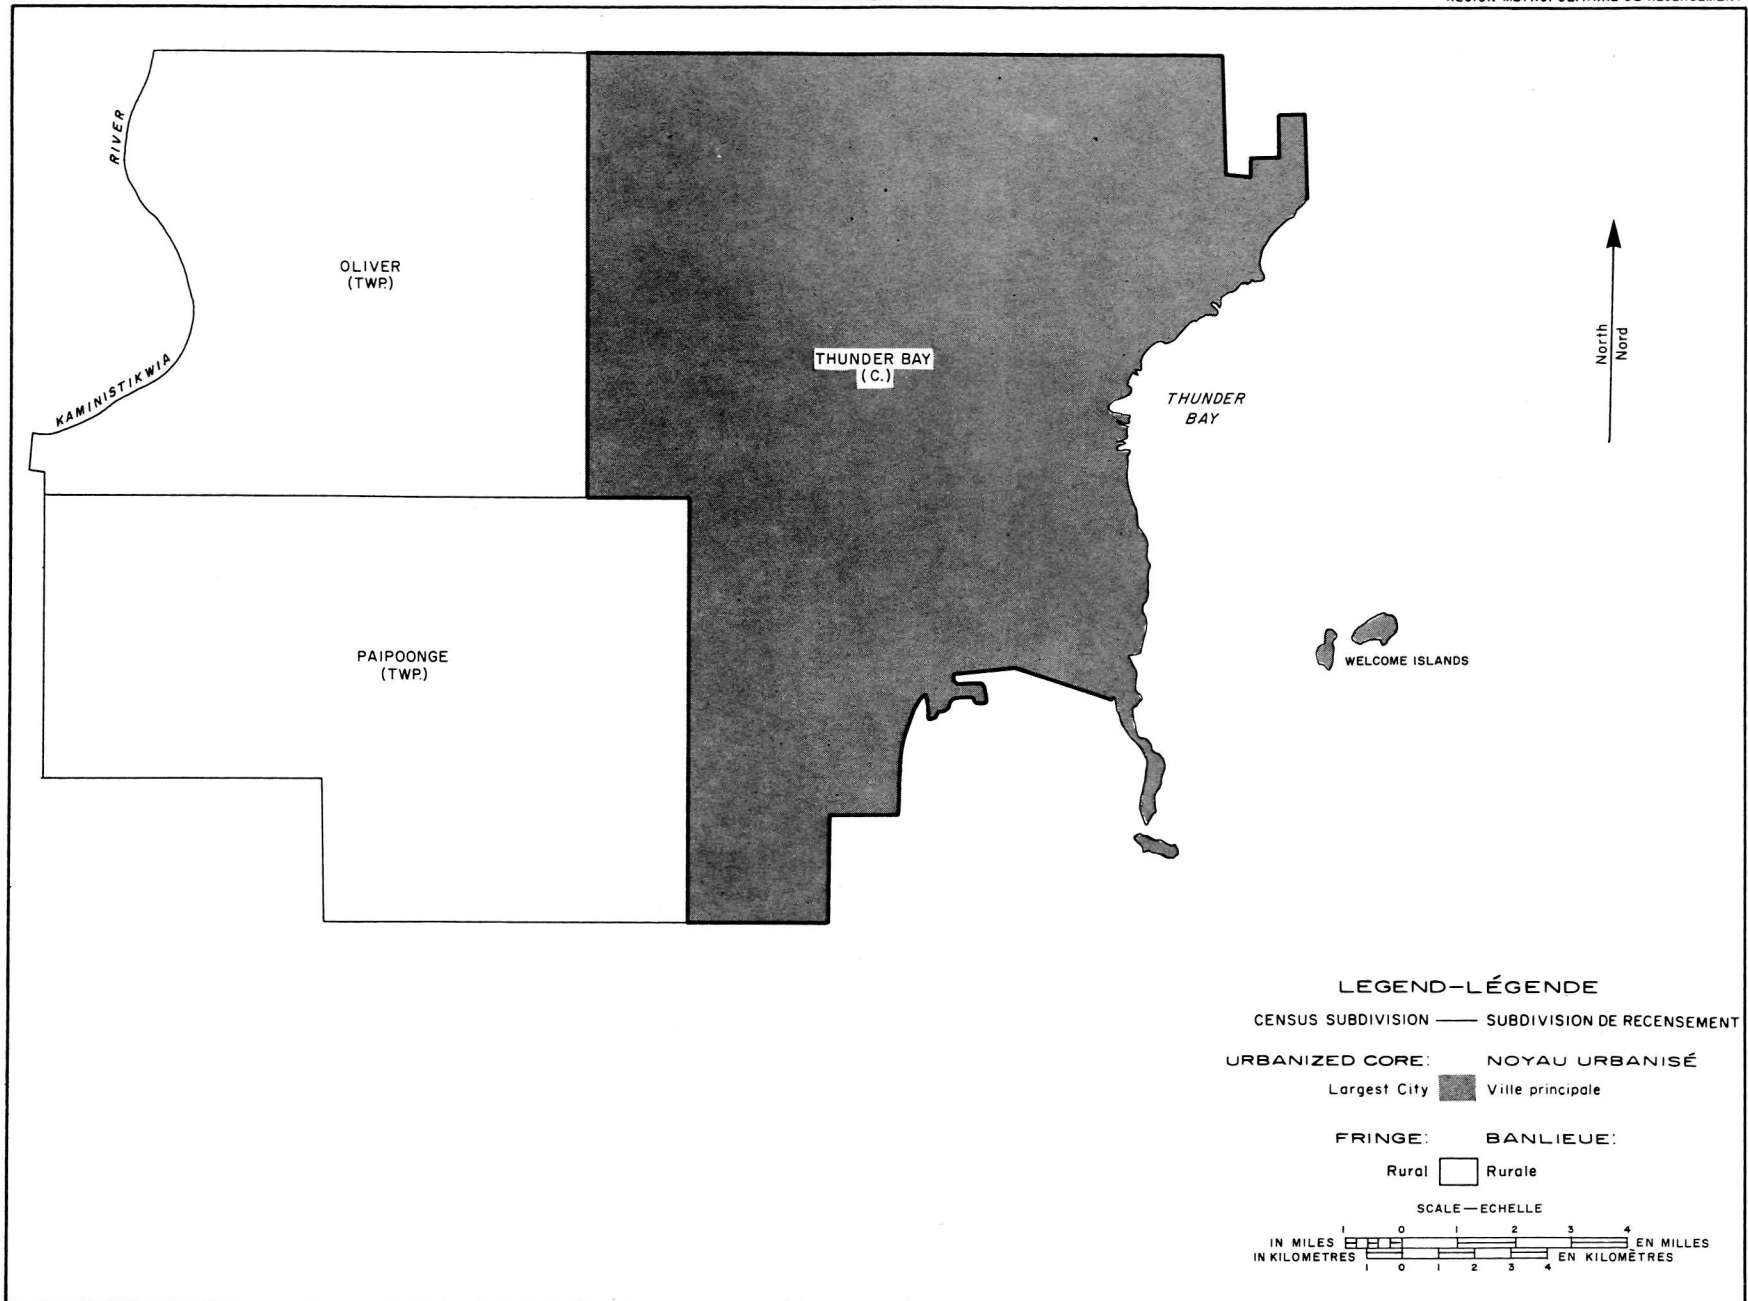 RIVER
KAMINISTIKWIA
OLIVER
(TWP.)
THUNDER BAY
(C.)
THUNDER
BAY
North
Nord
PAIPOONGE
(TWP.)
WELCOME ISLANDS
LEGEND–LÉGENDE
CENSUS SUBDIVISION — SUBDIVISION DE RECENSEMENT
URBANIZED CORE: NOYAU URBANISÉ
Largest City Ville principale
FRINGE: BANLIEUE:
Rural Rurale
SCALE—ECHELLE
1 0 1 2 3 4
IN MILES EN MILLES
IN KILOMETRES EN KILOMÈTRES
1 0 1 2 3 4